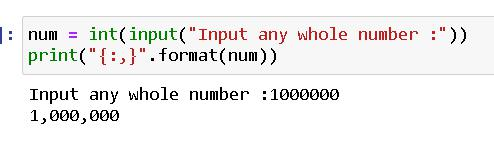 ]: num = int(input("Input any whole number :"))
print("{:,}".format(num))
Input any whole number :1000000
1,000,000